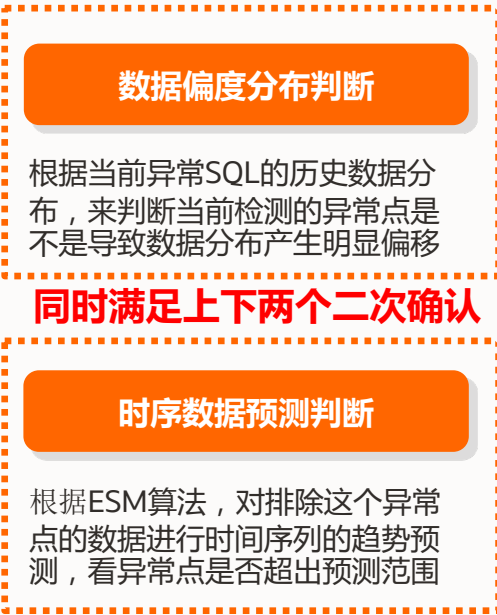 数据偏度分布判断
根据当前异常SQL的历史数据分
布，来判断当前检测的异常点是
不是导致数据分布产生明显偏移
同时满足上下两个二次确认
时序数据预测判断
根据ESM算法，对排除这个异常
点的数据进行时间序列的趋势预
测，看异常点是否超出预测范围